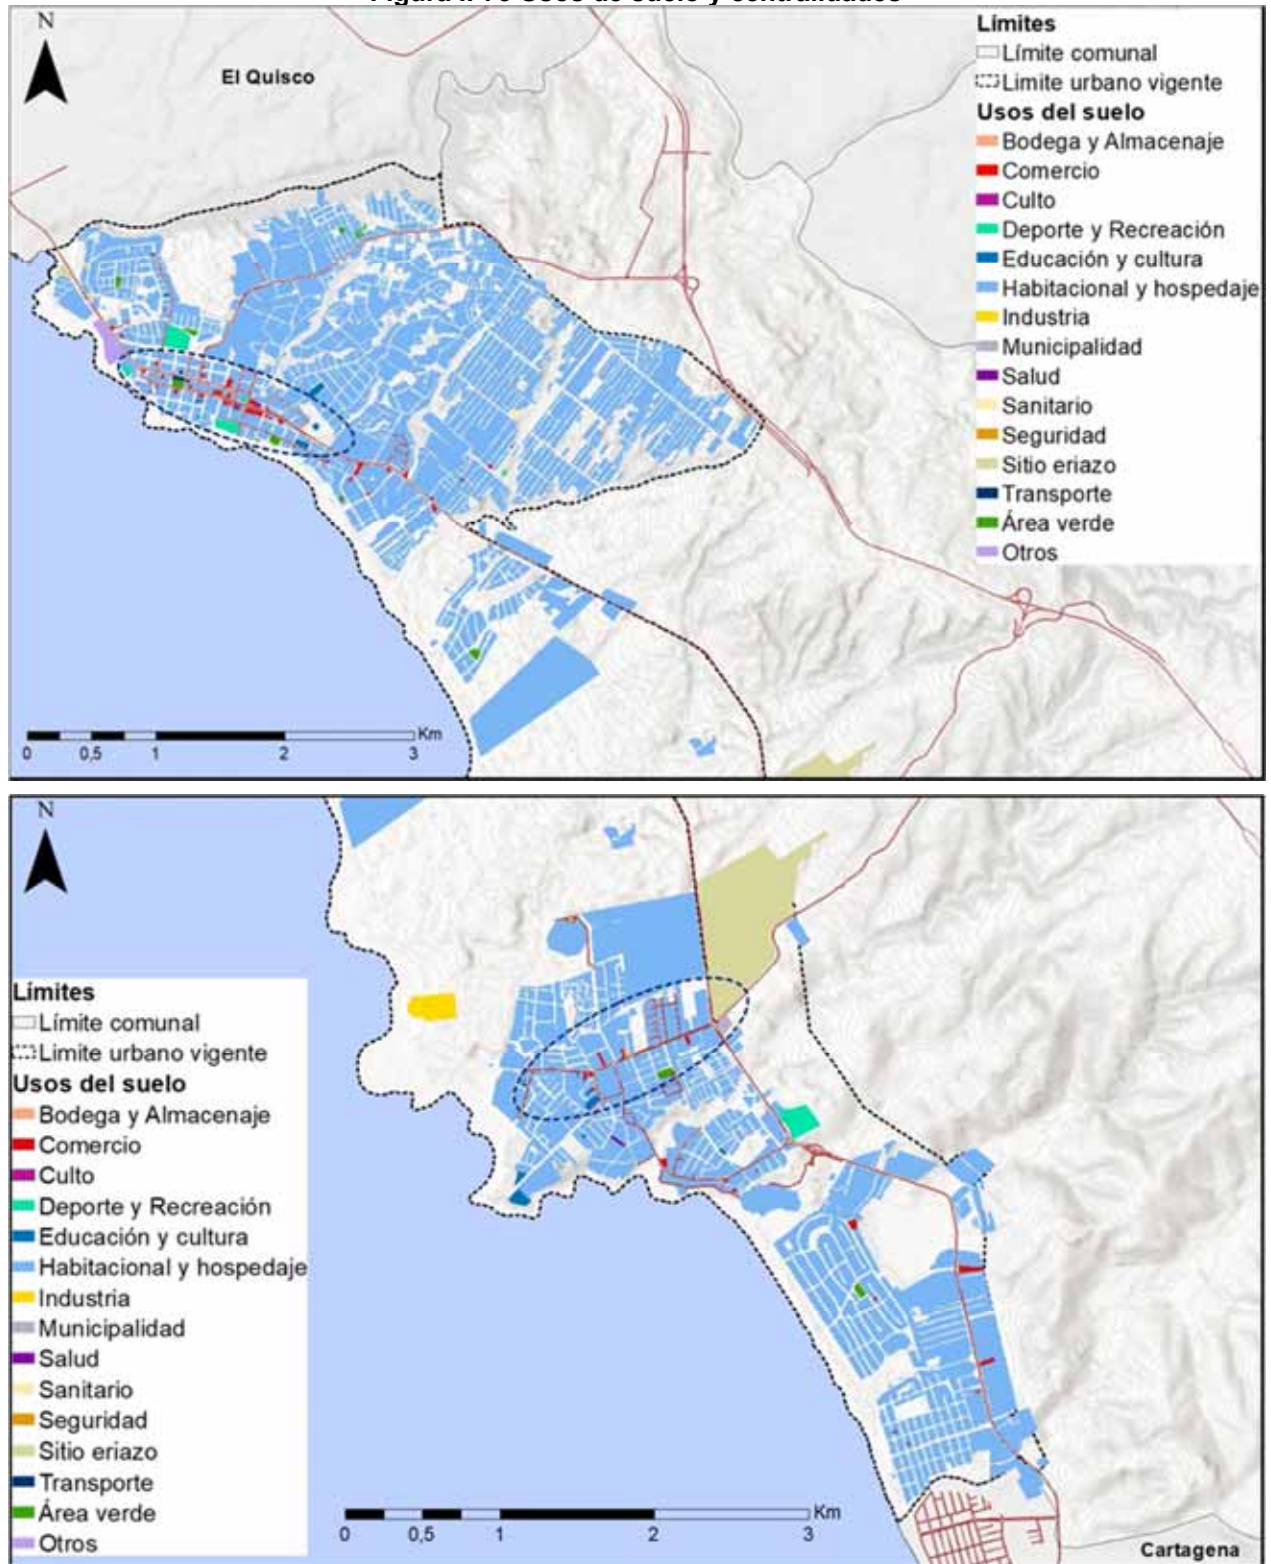 Usos de suelo y centralidades
N
El Quisco
Límites
Límite comunal
Limite urbano vigente
Usos del suelo
Bodega y Almacenaje
Comercio
Culto
Deporte y Recreación
Educación y cultura
Habitacional y hospedaje
Industria
Municipalidad
Salud
Sanitario
Seguridad
Sitio eriazo
Transporte
Área verde
Otros
Km
0 0,5 1 2 3
N
Límites
Límite comunal
Limite urbano vigente
Usos del suelo
Bodega y Almacenaje
Comercio
Culto
Deporte y Recreación
Educación y cultura
Habitacional y hospedaje
Industria
Municipalidad
Salud
Sanitario
Seguridad
Sitio eriazo
Transporte
Área verde
Otros
Km
0 0,5 1 2 3
Cartagena